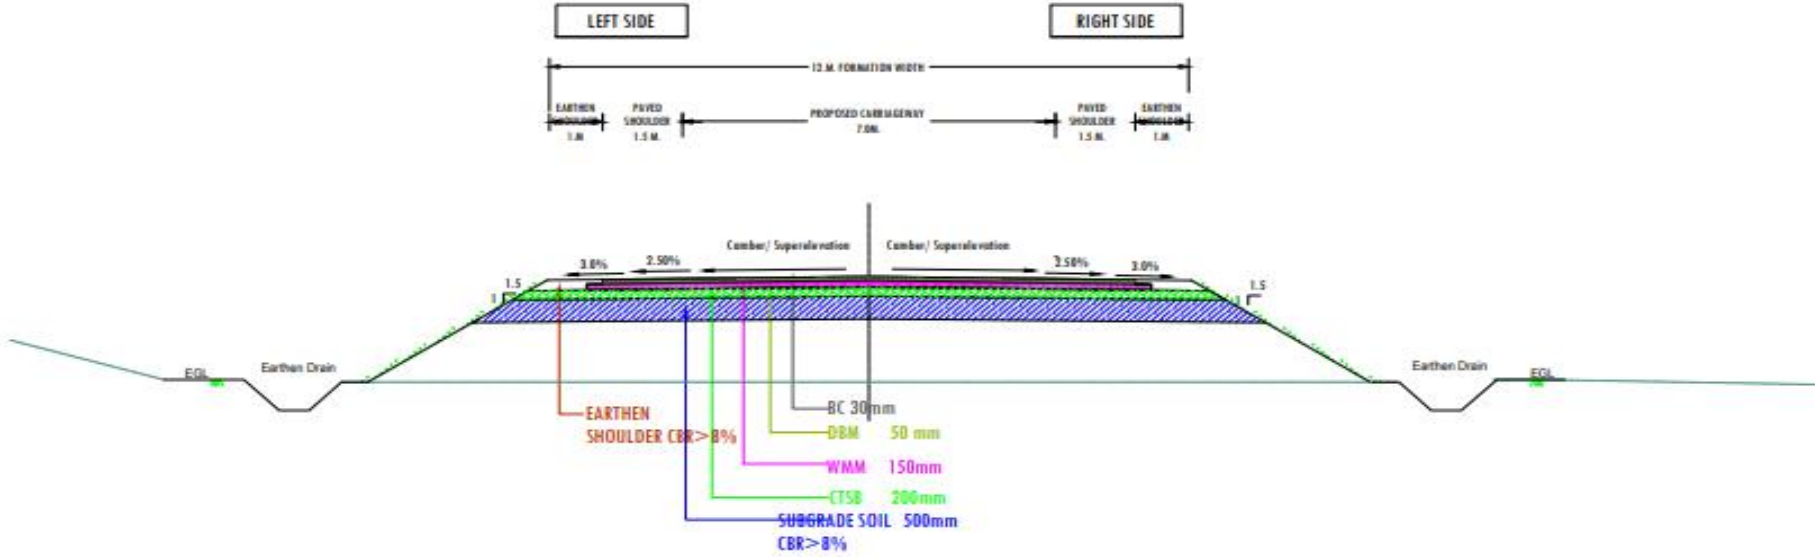 LEFT SIDE
RIGHT SIDE
12.M. FORMATION WIDTH
EARTHEN
SHOULDER
1.M
PAVED
SHOULDER
1.5 M.
PROPOSED CARRIAGEWAY
7.0M.
PAVED
SHOULDER
1.5 M.
EARTHEN
SHOULDER
1.M
Camber/ Superelevation
Camber/ Superelevation
3.0%
2.50%
2.50%
3.0%
1.5
1
1.5
1
EGL
Earthen Drain
Earthen Drain
EGL
EARTHEN
SHOULDER CBR>8%
BC 30mm
DBM 50 mm
WMM 150mm
CTSB 200mm
SUBGRADE SOIL 500mm
CBR>8%